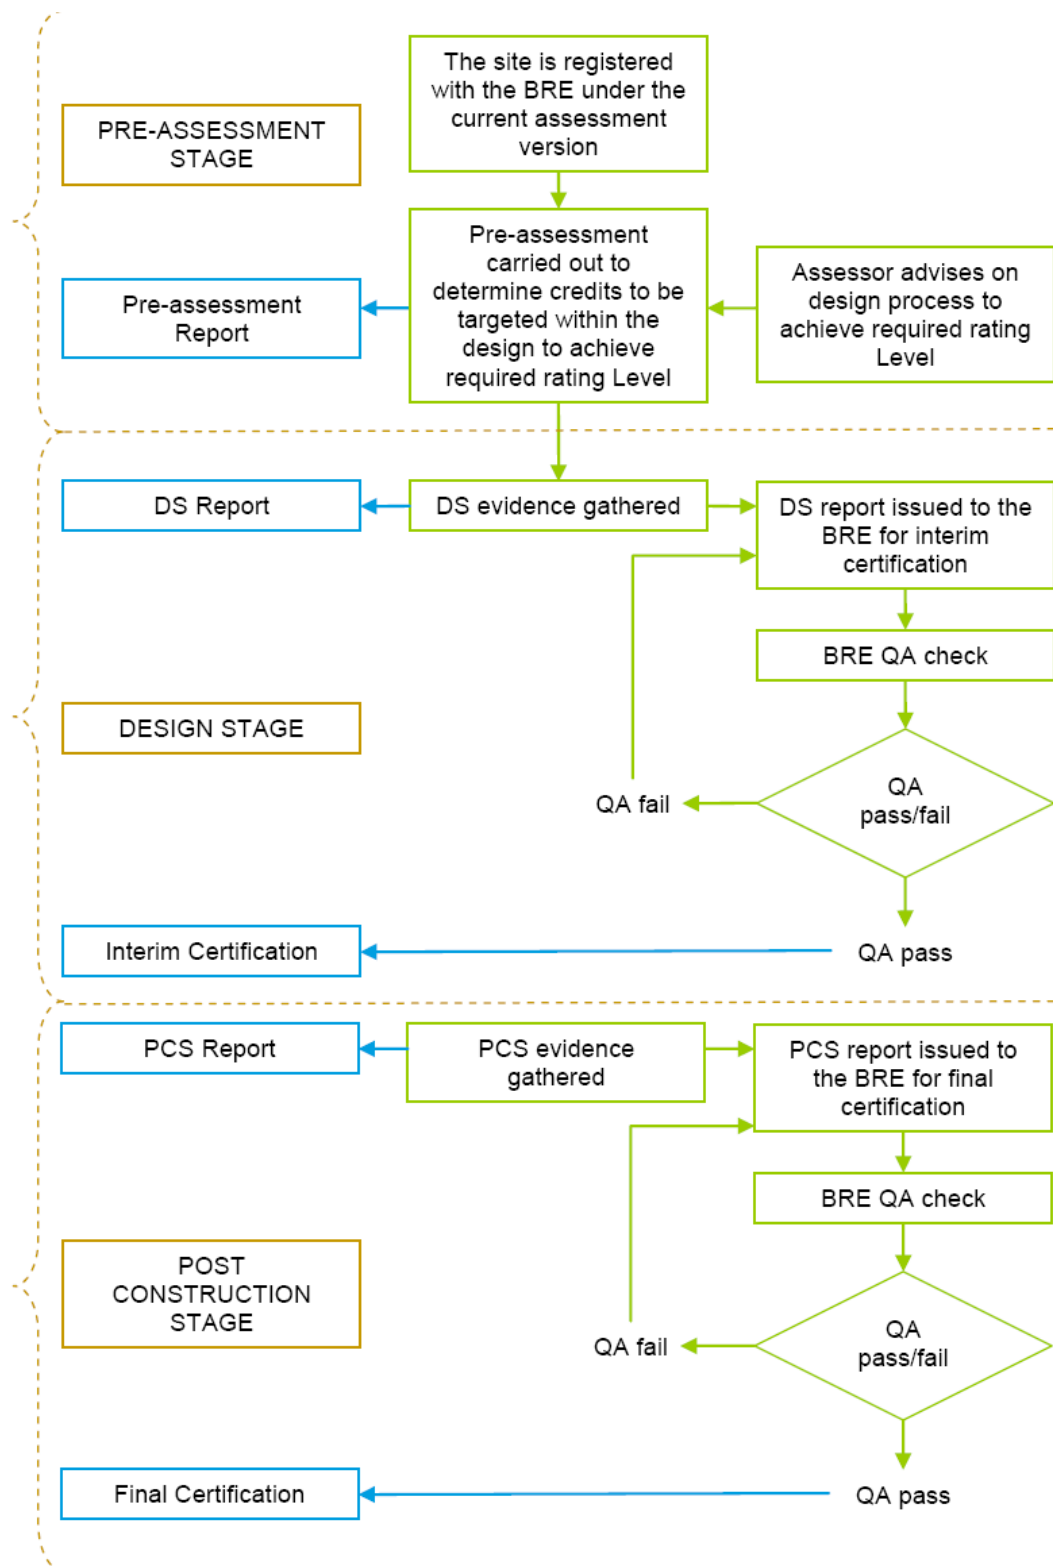 The site is registered
with the BRE under the
current assessment
version
PRE-ASSESSMENT
STAGE
Pre-assessment
carried out to
determine credits to be
targeted within the
design to achieve
required rating Level
Assessor advises on
design process to
achieve required rating
Level
Pre-assessment
Report
DS Report
DS evidence gathered
DS report issued to the
BRE for interim
certification
BRE QA check
DESIGN STAGE
QA
pass/fail
QA fail
Interim Certification
QA pass
PCS Report
PCS evidence
gathered
PCS report issued to
the BRE for final
certification
BRE QA check
POST
CONSTRUCTION
STAGE
QA
pass/fail
QA fail
Final Certification
QA pass